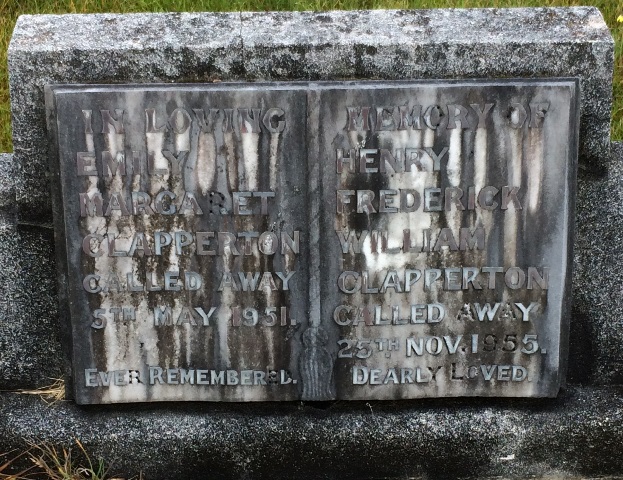 IN LOVING
EMILY
MARGARET
CLAPPERTON
CALLED AWAY
5TH MAY 1951.
EVER REMEMBERED.
MEMORY OF
HENRY
FREDERICK
WILLIAM
CLAPPERTON
CALLED AWAY
25TH NOV. 1955.
DEARLY LOVED.